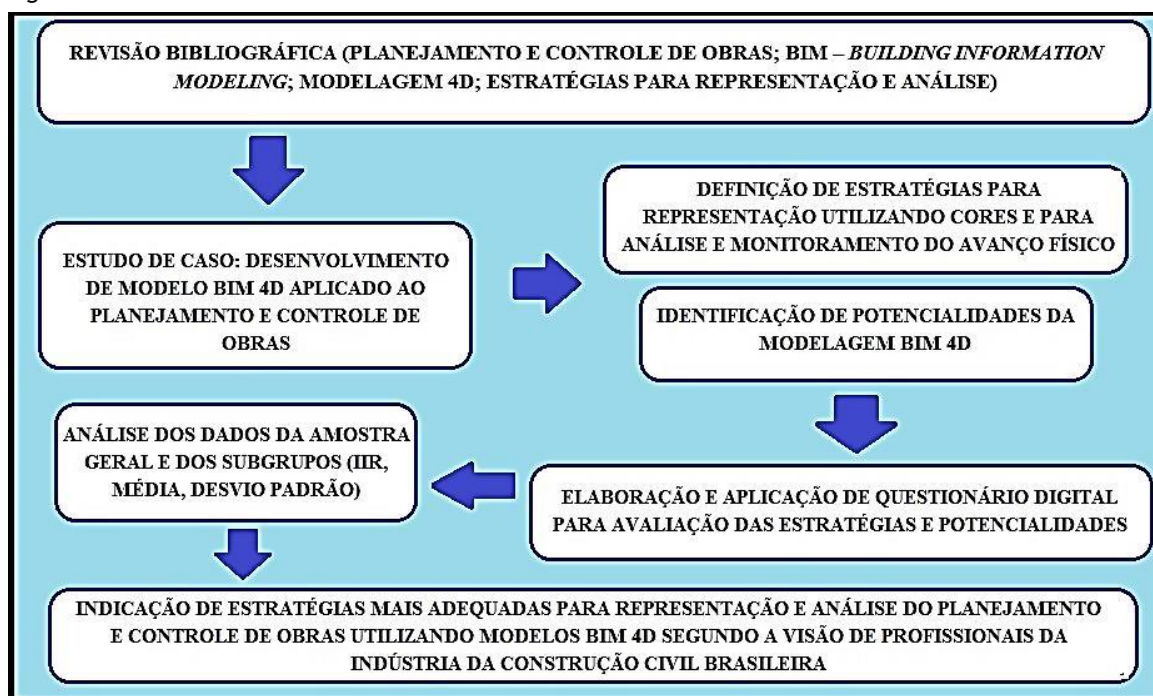 REVISÃO BIBLIOGRÁFICA (PLANEJAMENTO E CONTROLE DE OBRAS; BIM – BUILDING INFORMATION
MODELING; MODELAGEM 4D; ESTRATÉGIAS PARA REPRESENTAÇÃO E ANÁLISE)
ESTUDO DE CASO: DESENVOLVIMENTO
DE MODELO BIM 4D APLICADO AO
PLANEJAMENTO E CONTROLE DE
OBRAS
DEFINIÇÃO DE ESTRATÉGIAS PARA
REPRESENTAÇÃO UTILIZANDO CORES E PARA
ANÁLISE E MONITORAMENTO DO AVANÇO FÍSICO
IDENTIFICAÇÃO DE POTENCIALIDADES DA
MODELAGEM BIM 4D
ELABORAÇÃO E APLICAÇÃO DE QUESTIONÁRIO DIGITAL
PARA AVALIAÇÃO DAS ESTRATÉGIAS E POTENCIALIDADES
ANÁLISE DOS DADOS DA AMOSTRA
GERAL E DOS SUBGRUPOS (IIR,
MÉDIA, DESVIO PADRÃO)
INDICAÇÃO DE ESTRATÉGIAS MAIS ADEQUADAS PARA REPRESENTAÇÃO E ANÁLISE DO PLANEJAMENTO
E CONTROLE DE OBRAS UTILIZANDO MODELOS BIM 4D SEGUNDO A VISÃO DE PROFISSIONAIS DA
INDÚSTRIA DA CONSTRUÇÃO CIVIL BRASILEIRA